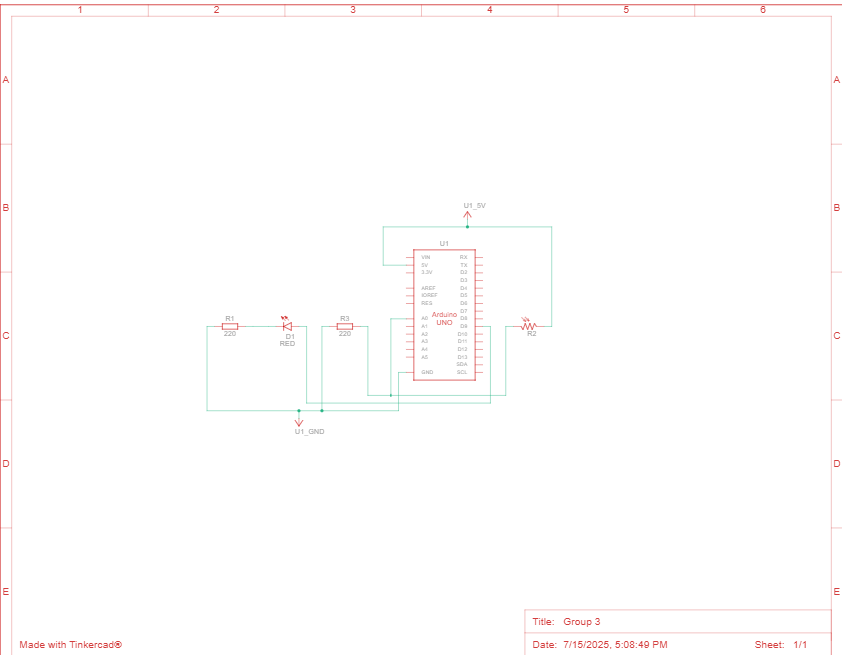 1 2 3 4 5 6
A A
B B
U1_5V
U1
VIN RX
5V TX
3.3V D2
D3
AREF D4
IOREF D5
RES D6
D7
Arduino
UNO
A0 D8
A1 D9
A2 D10
A3 D11
A4 D12
A5 D13
SDA
GND SCL
C C
R1
220
D1
RED
R3
220
R2
U1_GND
D D
E E
Title: Group 3
Made with Tinkercad®
Date: 7/15/2025, 5:08:49 PM Sheet: 1/1